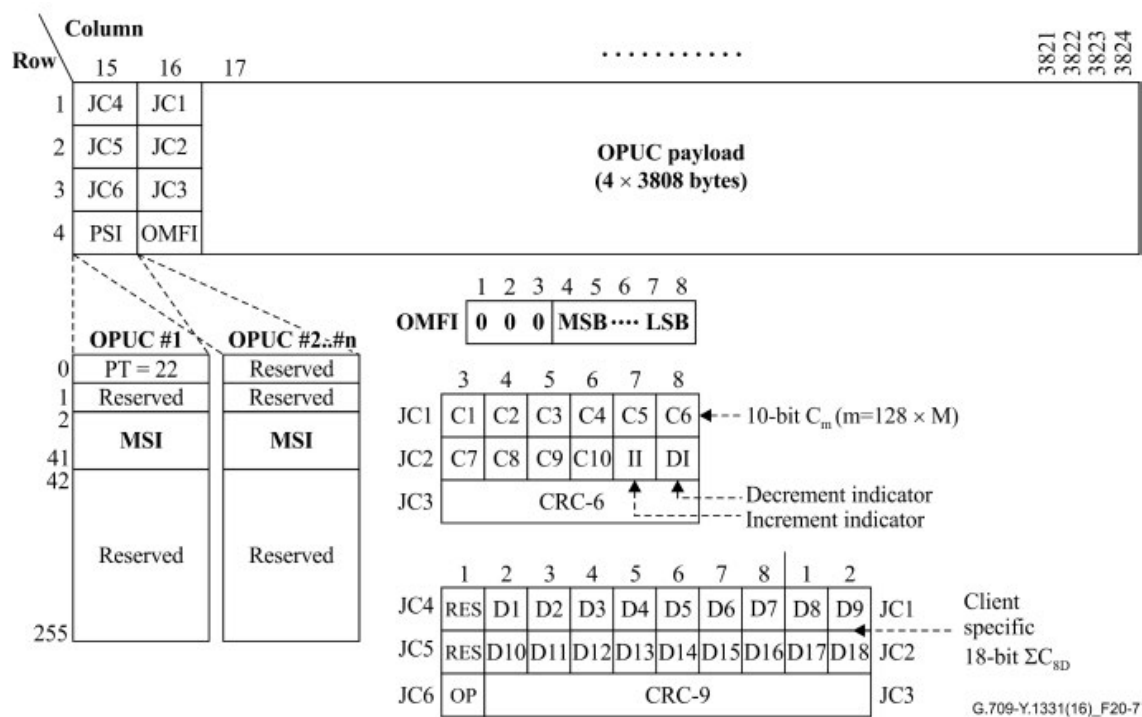 Column
Row
15 16 17 ........... 3821 3822 3823 3824
1 JC4 JC1
2 JC5 JC2
3 JC6 JC3
4 PSI OMFI
OPUC payload
(4 × 3808 bytes)
1 2 3 4 5 6 7 8
OMFI 0 0 0 MSB ···· LSB
OPUC #1 OPUC #2..#n
0 PT = 22 Reserved
1 Reserved Reserved
2
MSI MSI
41
42
Reserved Reserved
255
3 4 5 6 7 8
JC1 C1 C2 C3 C4 C5 C6 10-bit Cm (m=128 × M)
JC2 C7 C8 C9 C10 II DI
JC3 CRC-6
Decrement indicator
Increment indicator
1 2 3 4 5 6 7 8 1 2
JC4 RES D1 D2 D3 D4 D5 D6 D7 D8 D9 JC1
JC5 RES D10 D11 D12 D13 D14 D15 D16 D17 D18 JC2
JC6 OP CRC-9 JC3
Client
specific
18-bit ΣC8D
G.709-Y.1331(16)_F20-7